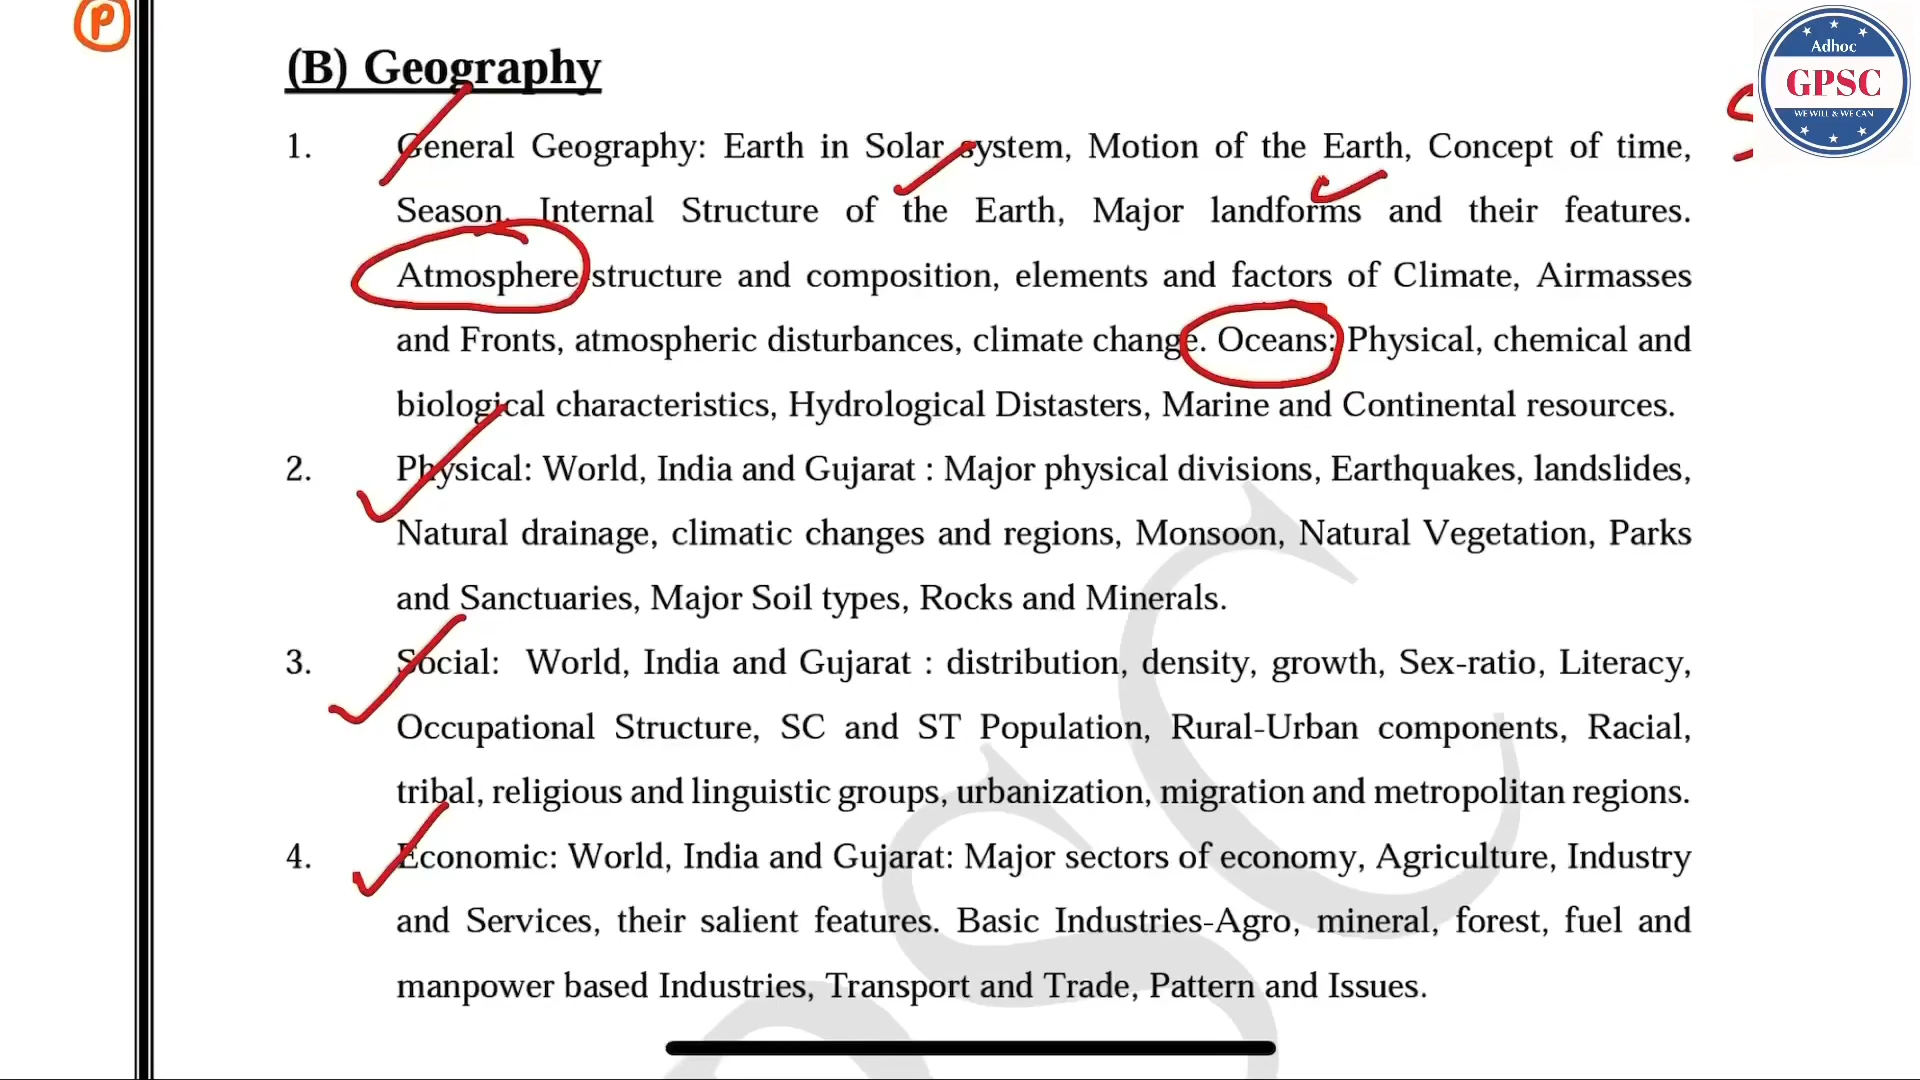 P
Adhoc
GPSC
WE WILL & WE CAN
(B) Geography
1. General Geography: Earth in Solar system, Motion of the Earth, Concept of time,
Season, Internal Structure of the Earth, Major landforms and their features.
Atmosphere structure and composition, elements and factors of Climate, Airmasses
and Fronts, atmospheric disturbances, climate change. Oceans: Physical, chemical and
biological characteristics, Hydrological Distasters, Marine and Continental resources.
2. Physical: World, India and Gujarat : Major physical divisions, Earthquakes, landslides,
Natural drainage, climatic changes and regions, Monsoon, Natural Vegetation, Parks
and Sanctuaries, Major Soil types, Rocks and Minerals.
3. Social: World, India and Gujarat : distribution, density, growth, Sex-ratio, Literacy,
Occupational Structure, SC and ST Population, Rural-Urban components, Racial,
tribal, religious and linguistic groups, urbanization, migration and metropolitan regions.
4. Economic: World, India and Gujarat: Major sectors of economy, Agriculture, Industry
and Services, their salient features. Basic Industries-Agro, mineral, forest, fuel and
manpower based Industries, Transport and Trade, Pattern and Issues.